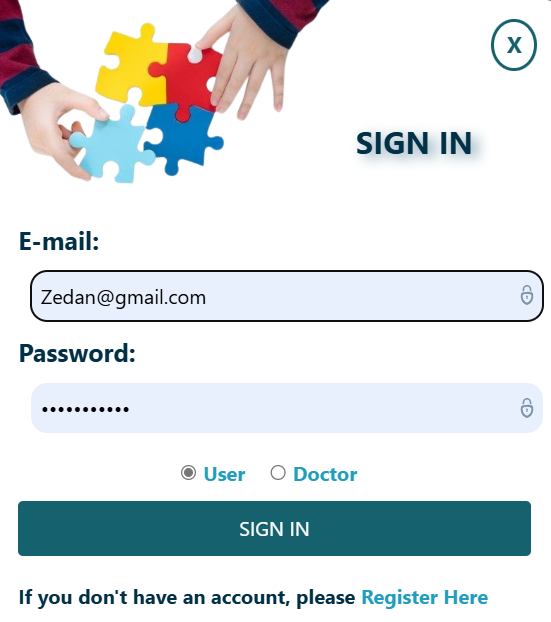 X
SIGN IN
E-mail:
Zedan@gmail.com
Password:
•••••••••••
User Doctor
SIGN IN
If you don't have an account, please Register Here